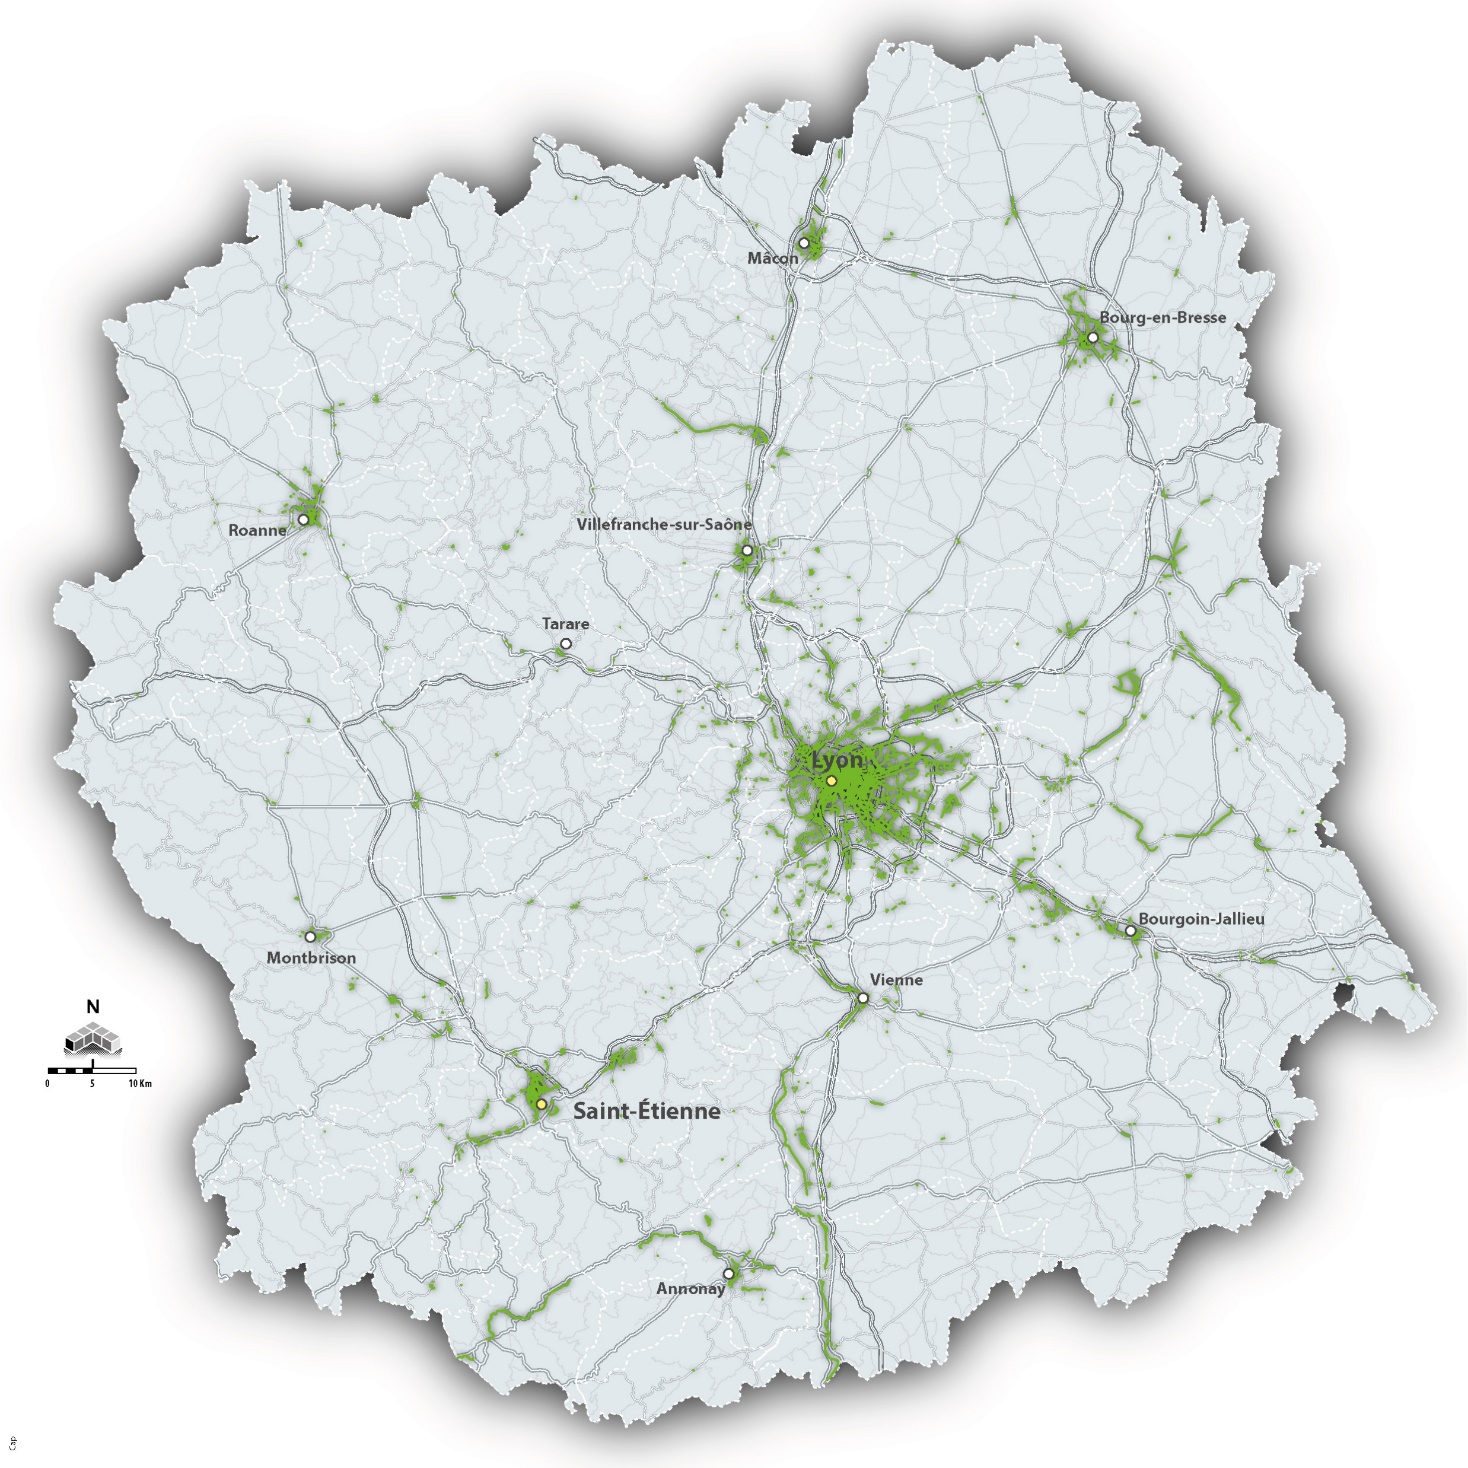 Mâcon
Bourg-en-Bresse
Roanne
Villefranche-sur-Saône
Tarare
Lyon
Bourgoin-Jallieu
Montbrison
Vienne
N
0 5 10 Km
Saint-Étienne
Annonay
Cap